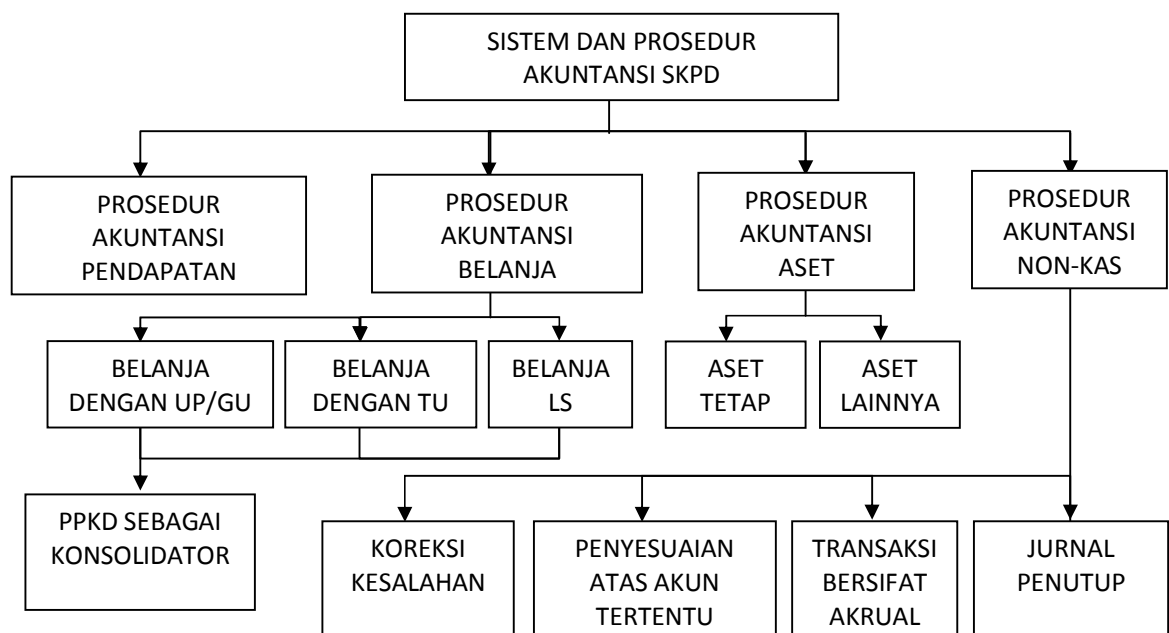 SISTEM DAN PROSEDUR
AKUNTANSI SKPD
PROSEDUR
AKUNTANSI
PENDAPATAN
PROSEDUR
AKUNTANSI
BELANJA
PROSEDUR
AKUNTANSI
ASET
PROSEDUR
AKUNTANSI
NON-KAS
BELANJA
DENGAN UP/GU
BELANJA
DENGAN TU
BELANJA
LS
ASET
TETAP
ASET
LAINNYA
PPKD SEBAGAI
KONSOLIDATOR
KOREKSI
KESALAHAN
PENYESUAIAN
ATAS AKUN
TERTENTU
TRANSAKSI
BERSIFAT
AKRUAL
JURNAL
PENUTUP